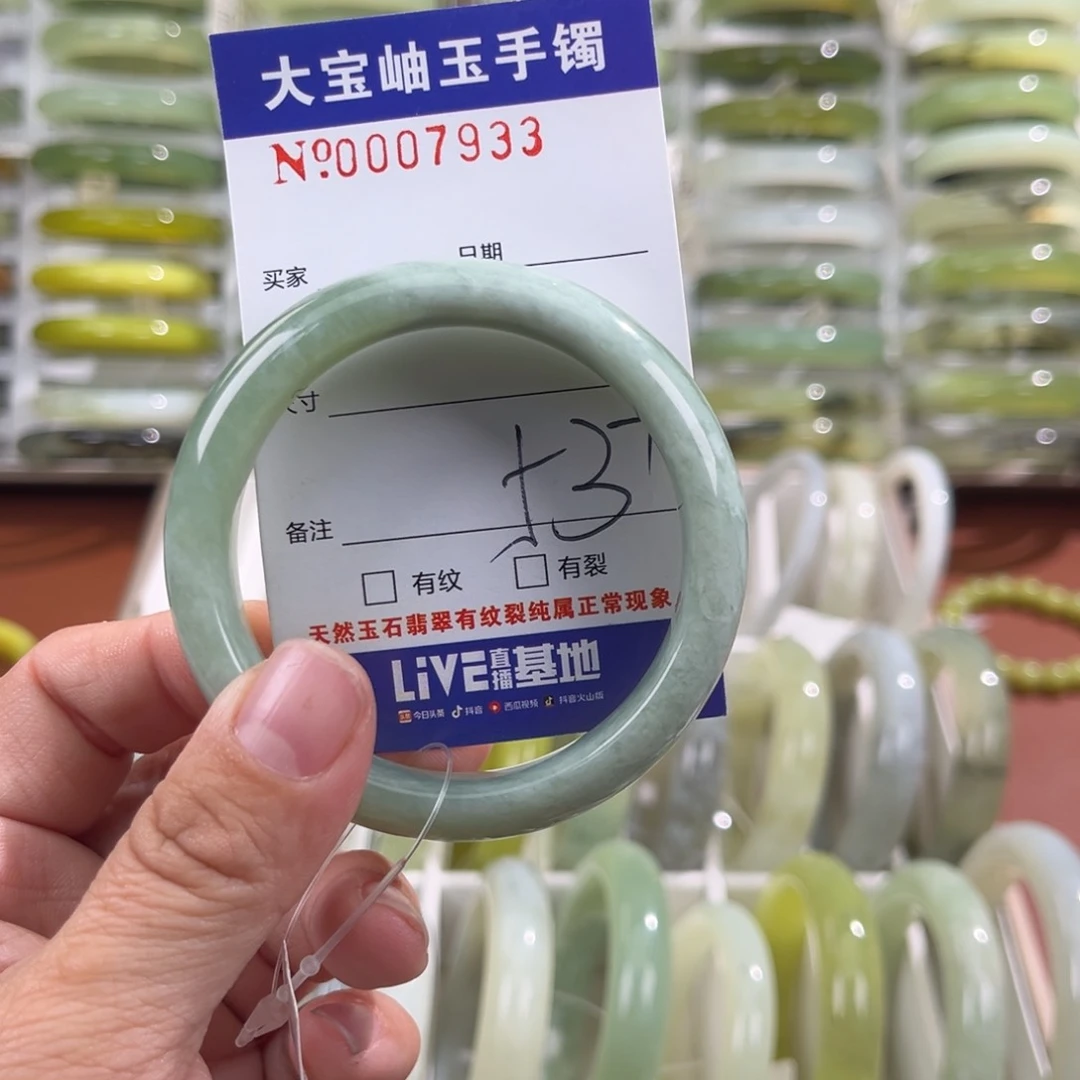 大宝岫玉手镯
Nº0007933
日期
买家
寸
备注
有纹 有裂
天然玉石翡翠有纹裂纯属正常现象
LiVE直播基地
今日头条 抖音 西瓜视频 抖音火山版